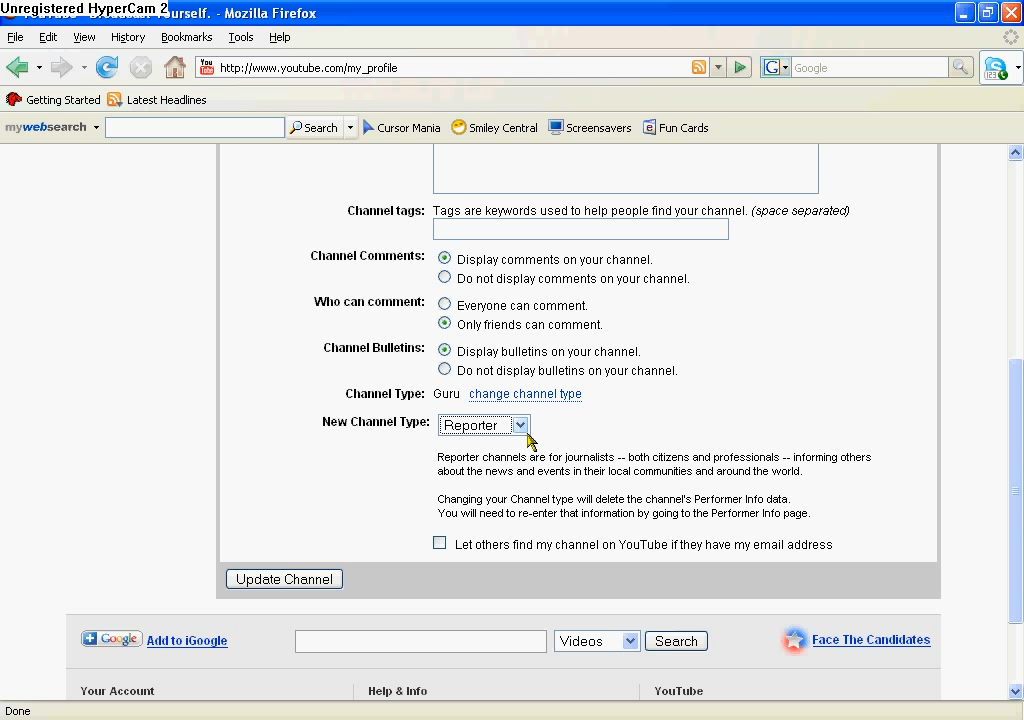 Unregistered HyperCam 2
Yourself. - Mozilla Firefox
File Edit View History Bookmarks Tools Help
You
http://www.youtube.com/my_profile
G Google
123
Getting Started Latest Headlines
mywebsearch Search Cursor Mania Smiley Central Screensavers Fun Cards
Channel tags: Tags are keywords used to help people find your channel. (space separated)
Channel Comments: Display comments on your channel.
Do not display comments on your channel.
Who can comment: Everyone can comment.
Only friends can comment.
Channel Bulletins: Display bulletins on your channel.
Do not display bulletins on your channel.
Channel Type: Guru change channel type
New Channel Type: Reporter
Reporter channels are for journalists -- both citizens and professionals -- informing others
about the news and events in their local communities and around the world.
Changing your Channel type will delete the channel's Performer Info data.
You will need to re-enter that information by going to the Performer Info page.
Let others find my channel on YouTube if they have my email address
Update Channel
Google Add to iGoogle Videos Search Face The Candidates
Your Account Help & Info YouTube
Done